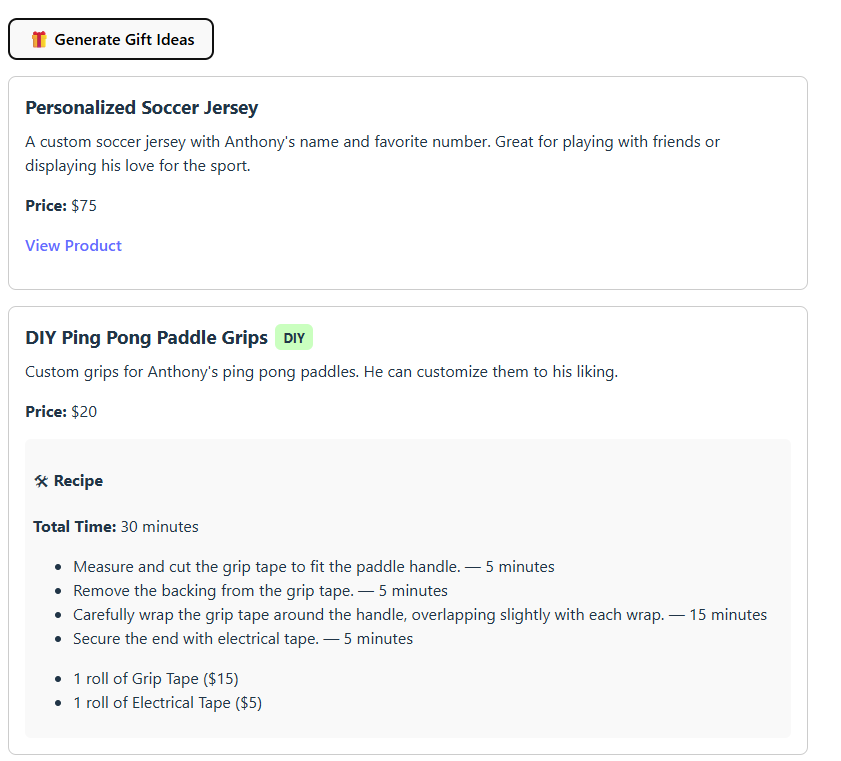 🎁 Generate Gift Ideas
Personalized Soccer Jersey
A custom soccer jersey with Anthony's name and favorite number. Great for playing with friends or
displaying his love for the sport.
Price: $75
View Product
DIY Ping Pong Paddle Grips DIY
Custom grips for Anthony's ping pong paddles. He can customize them to his liking.
Price: $20
🛠 Recipe
Total Time: 30 minutes
• Measure and cut the grip tape to fit the paddle handle. — 5 minutes
• Remove the backing from the grip tape. — 5 minutes
• Carefully wrap the grip tape around the handle, overlapping slightly with each wrap. — 15 minutes
• Secure the end with electrical tape. — 5 minutes
• 1 roll of Grip Tape ($15)
• 1 roll of Electrical Tape ($5)